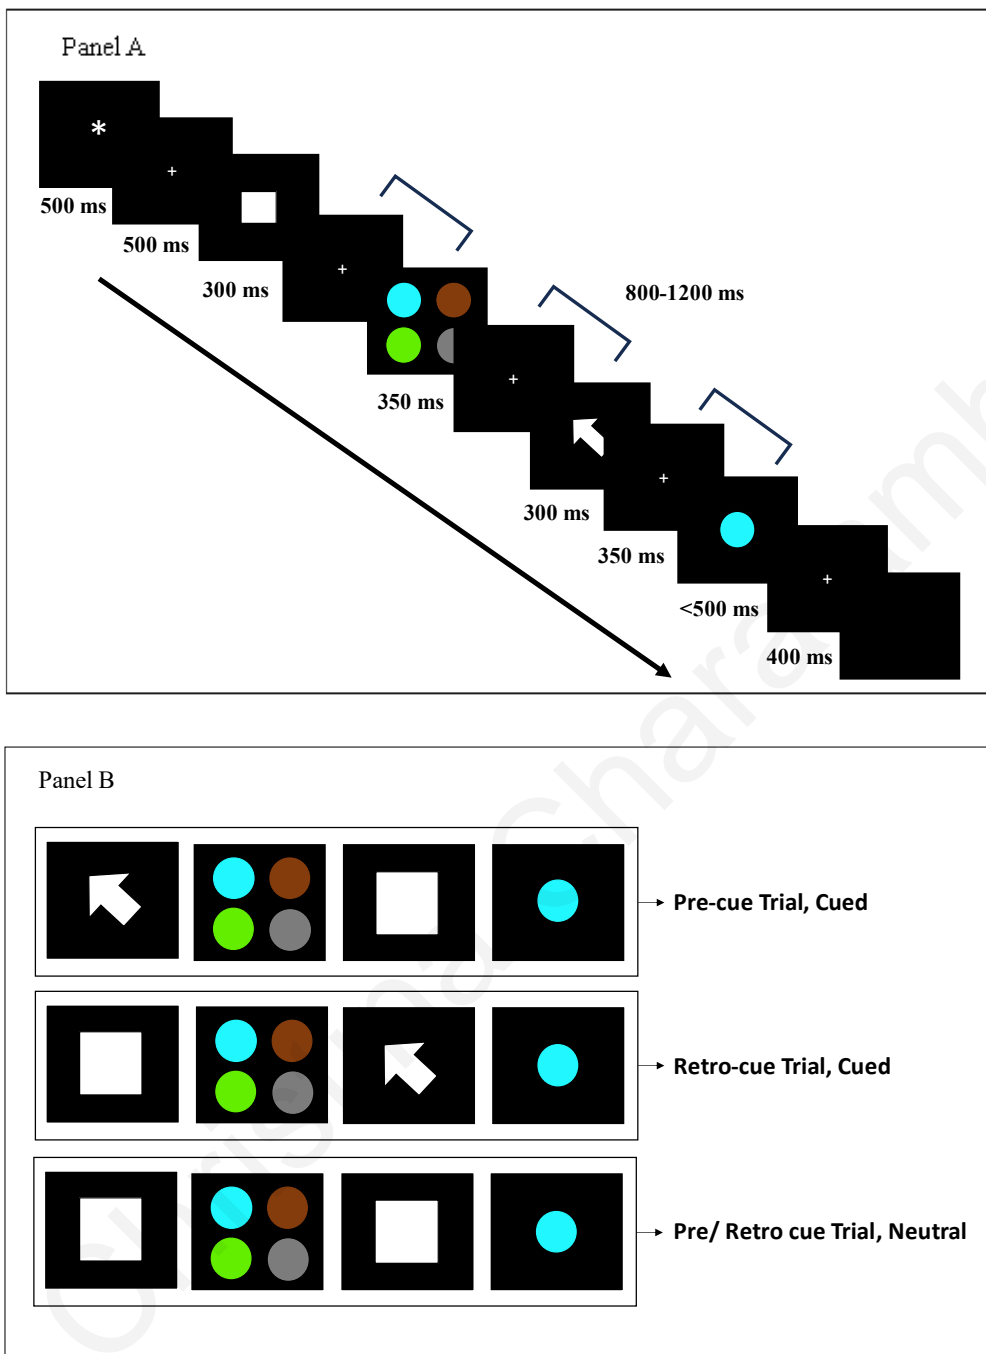 Panel A
*
+
500 ms
500 ms
300 ms
+
800-1200 ms
350 ms
+
300 ms
+
350 ms
<500 ms
+
400 ms
Panel B
Pre-cue Trial, Cued
Retro-cue Trial, Cued
Pre/ Retro cue Trial, Neutral